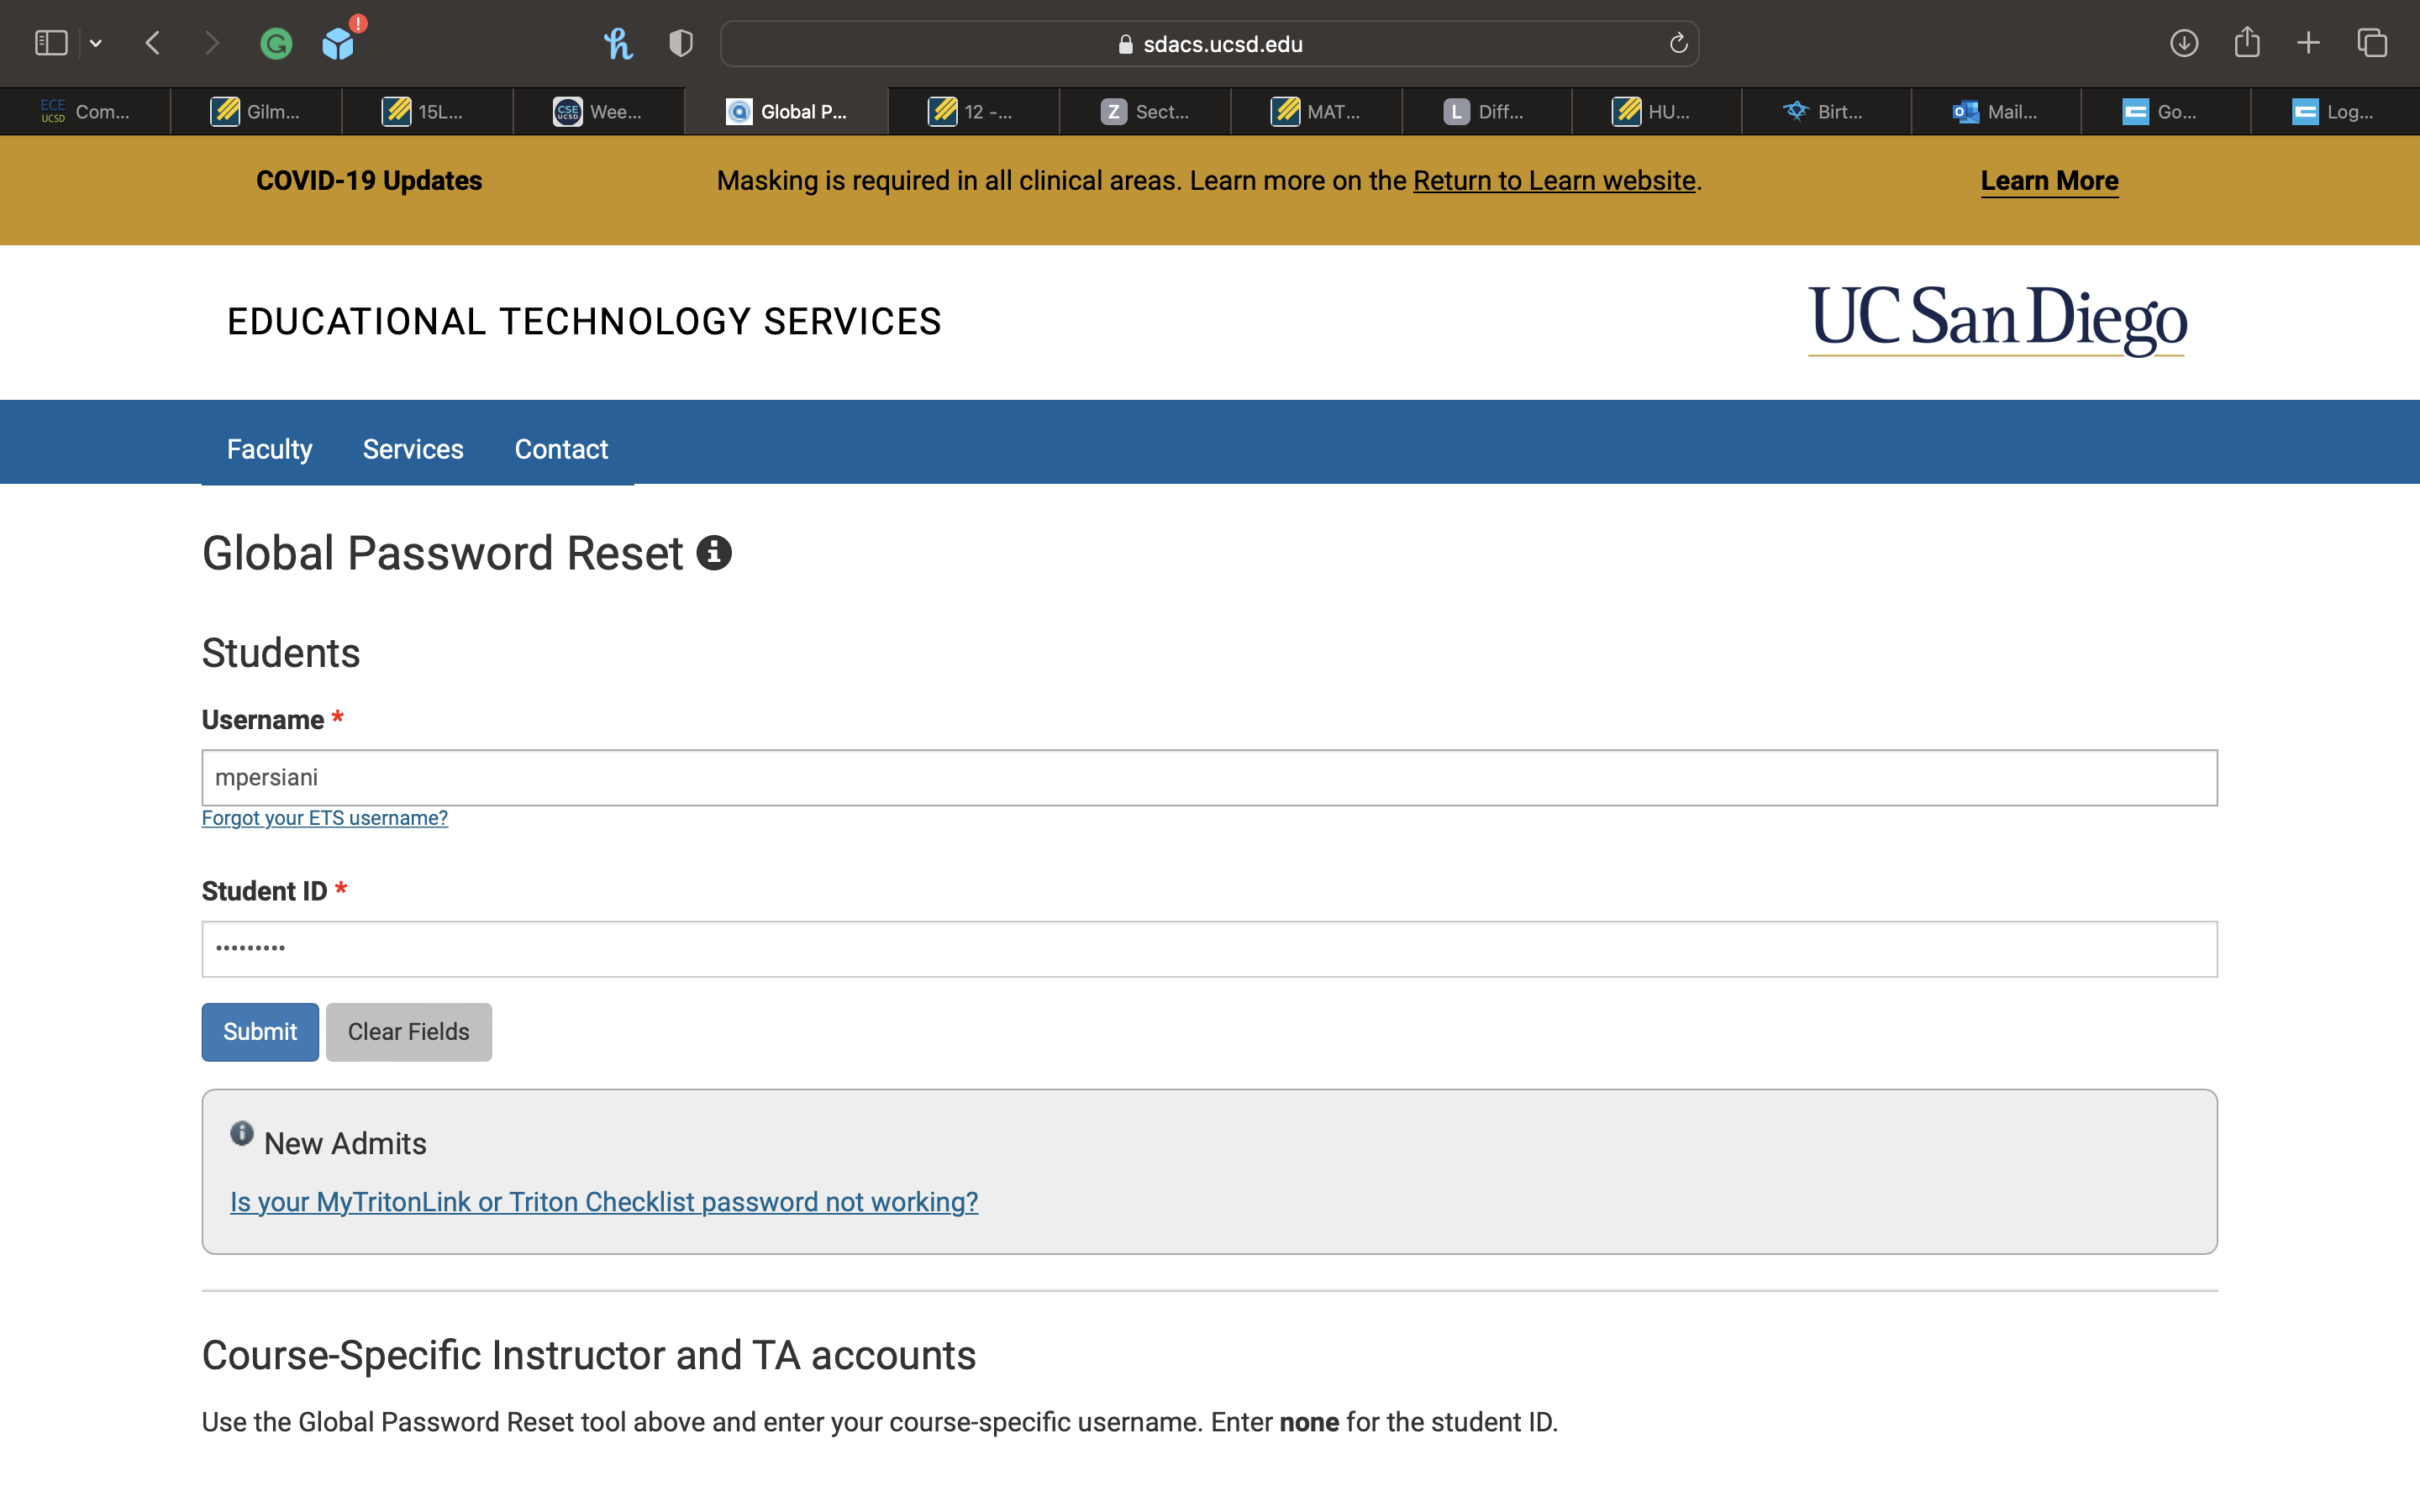 sdacs.ucsd.edu
ECE UCSD Com... Gilm... 15L... CSE UCSD Wee... Global P... 12 -... Z Sect... MAT... L Diff... HU... Birt... Mail... Go... Log...
COVID-19 Updates Masking is required in all clinical areas. Learn more on the Return to Learn website. Learn More
EDUCATIONAL TECHNOLOGY SERVICES UC San Diego
Faculty Services Contact
Global Password Reset
Students
Username *
mpersiani
Forgot your ETS username?
Student ID *
•••••••••
Submit Clear Fields
New Admits
Is your MyTritonLink or Triton Checklist password not working?
Course-Specific Instructor and TA accounts
Use the Global Password Reset tool above and enter your course-specific username. Enter none for the student ID.